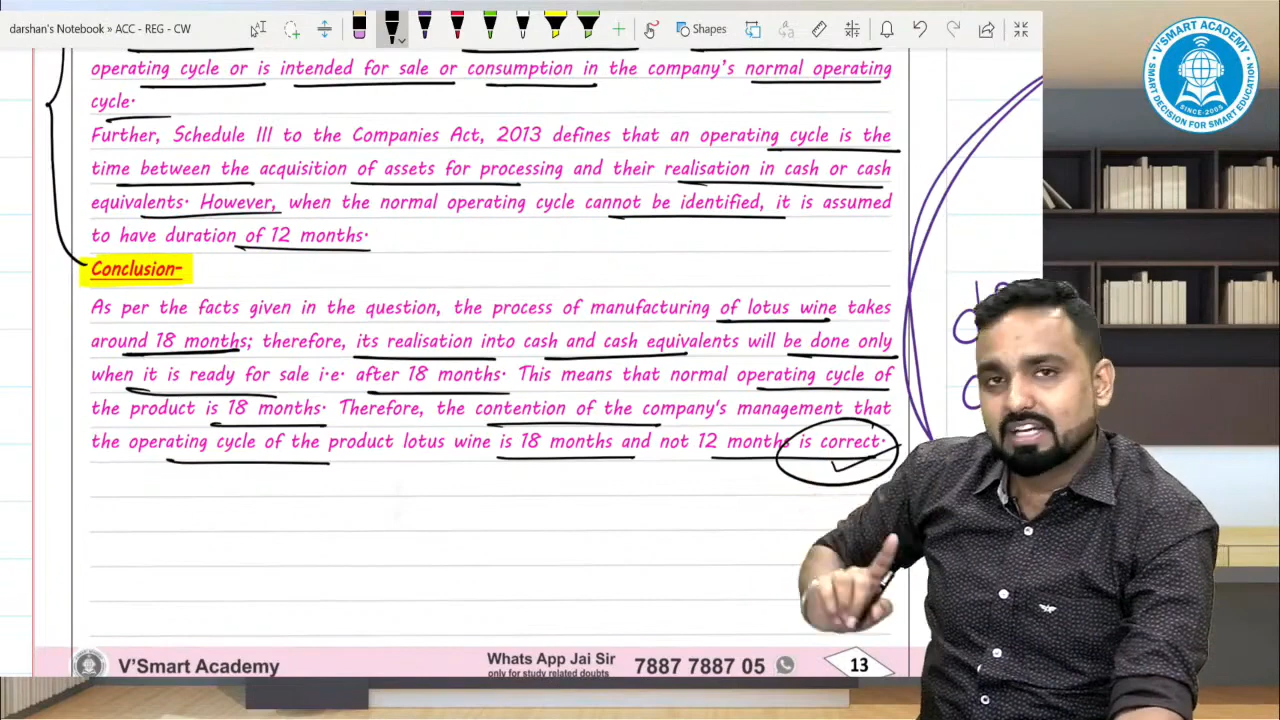 darshan's Notebook » ACC - REG - CW
Shapes
V'SMART ACADEMY
SMART DECISION FOR SMART EDUCATION
SINCE-2005
operating cycle or is intended for sale or consumption in the company's normal operating
cycle.
Further, Schedule III to the Companies Act, 2013 defines that an operating cycle is the
time between the acquisition of assets for processing and their realisation in cash or cash
equivalents. However, when the normal operating cycle cannot be identified, it is assumed
to have duration of 12 months.
Conclusion-
As per the facts given in the question, the process of manufacturing of lotus wine takes
around 18 months; therefore, its realisation into cash and cash equivalents will be done only
when it is ready for sale i.e. after 18 months. This means that normal operating cycle of
the product is 18 months. Therefore, the contention of the company's management that
the operating cycle of the product lotus wine is 18 months and not 12 months is correct.
V'Smart Academy
Whats App Jai Sir
only for study related doubts
7887 7887 05
13